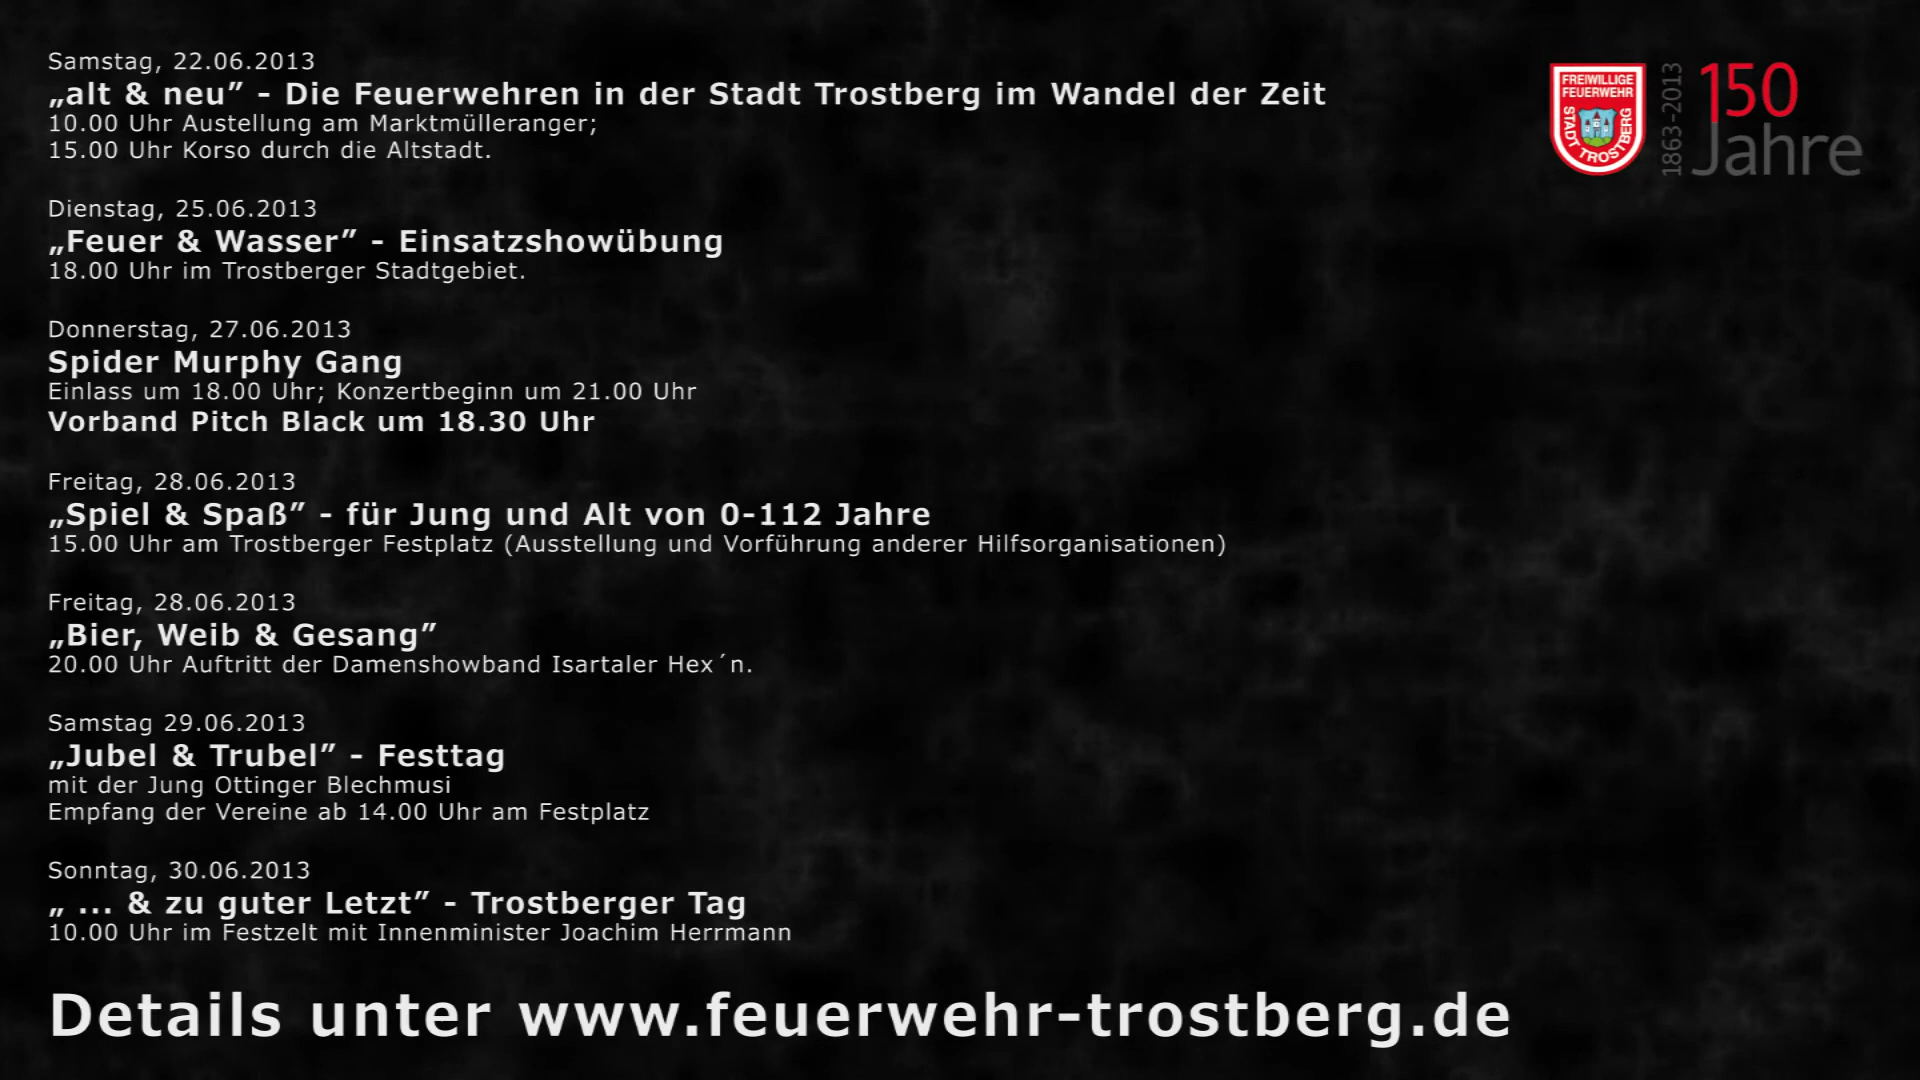 Samstag, 22.06.2013
„alt & neu” - Die Feuerwehren in der Stadt Trostberg im Wandel der Zeit
10.00 Uhr Austellung am Marktmülleranger;
15.00 Uhr Korso durch die Altstadt.
Dienstag, 25.06.2013
„Feuer & Wasser” - Einsatzshowübung
18.00 Uhr im Trostberger Stadtgebiet.
Donnerstag, 27.06.2013
Spider Murphy Gang
Einlass um 18.00 Uhr; Konzertbeginn um 21.00 Uhr
Vorband Pitch Black um 18.30 Uhr
Freitag, 28.06.2013
„Spiel & Spaß” - für Jung und Alt von 0-112 Jahre
15.00 Uhr am Trostberger Festplatz (Ausstellung und Vorführung anderer Hilfsorganisationen)
Freitag, 28.06.2013
„Bier, Weib & Gesang”
20.00 Uhr Auftritt der Damenshowband Isartaler Hex´n.
Samstag 29.06.2013
„Jubel & Trubel” - Festtag
mit der Jung Ottinger Blechmusi
Empfang der Vereine ab 14.00 Uhr am Festplatz
Sonntag, 30.06.2013
„ ... & zu guter Letzt” - Trostberger Tag
10.00 Uhr im Festzelt mit Innenminister Joachim Herrmann
Details unter www.feuerwehr-trostberg.de
FREIWILLIGE
FEUERWEHR
STADT TROSTBERG
1863-2013
150
Jahre